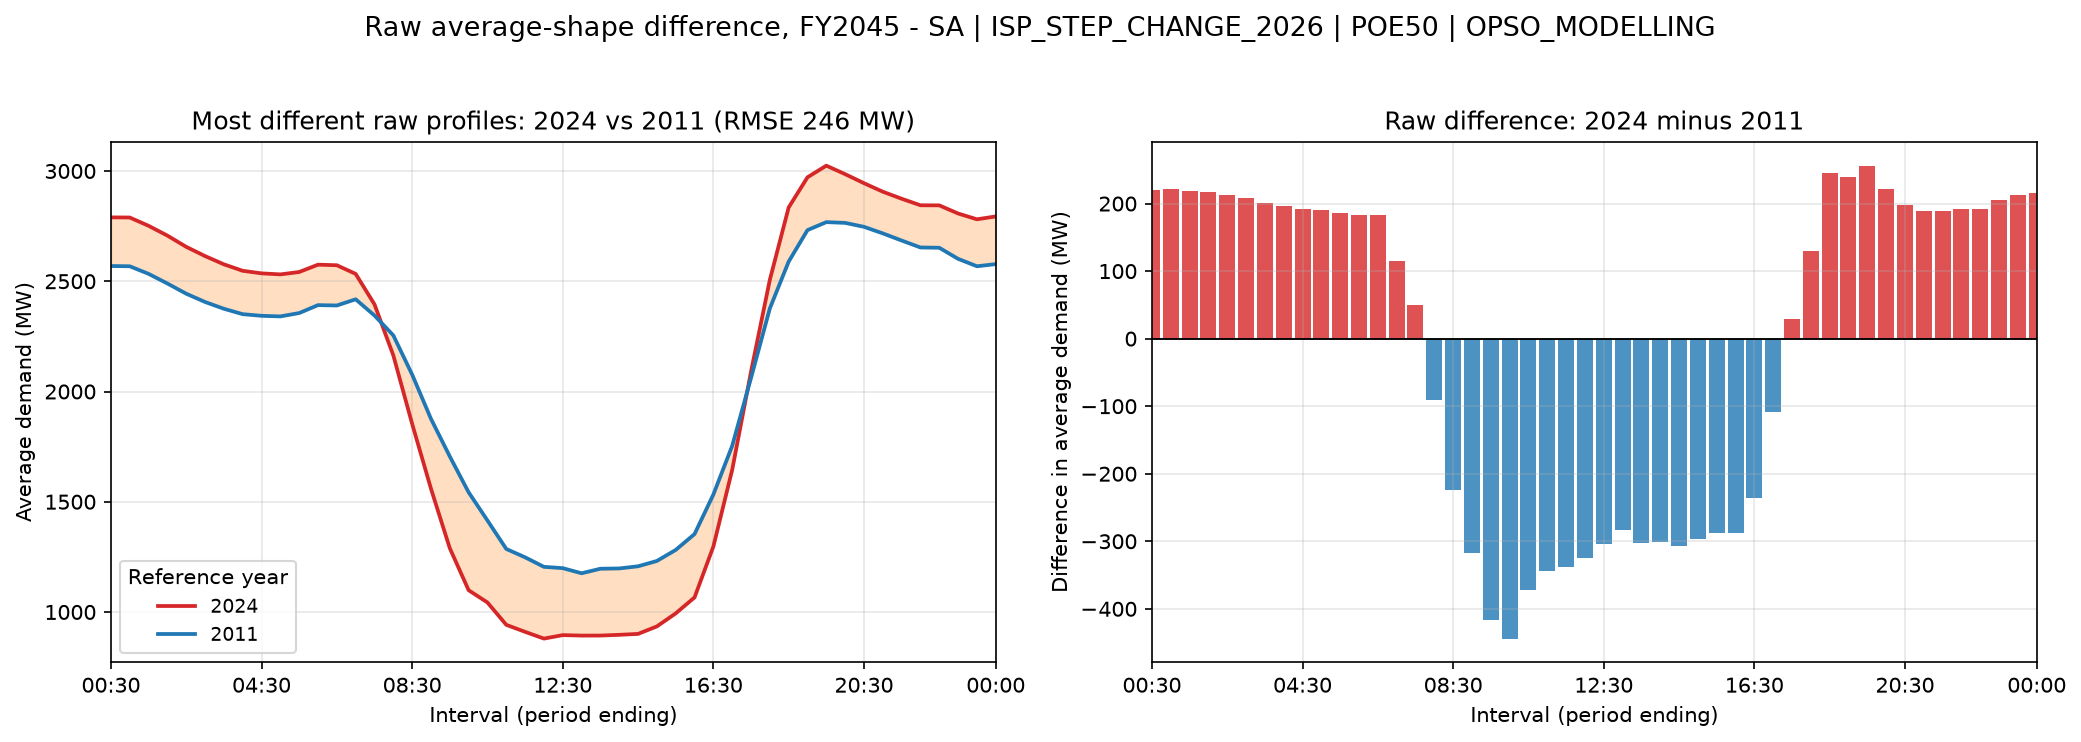 Raw average-shape difference, FY2045 - SA | ISP_STEP_CHANGE_2026 | POE50 | OPSO_MODELLING
Most different raw profiles: 2024 vs 2011 (RMSE 246 MW)
Average demand (MW)
3000
2500
2000
1500
1000
Reference year
2024
2011
00:30 04:30 08:30 12:30 16:30 20:30 00:00
Interval (period ending)
Raw difference: 2024 minus 2011
Difference in average demand (MW)
200
100
0
−100
−200
−300
−400
00:30 04:30 08:30 12:30 16:30 20:30 00:00
Interval (period ending)